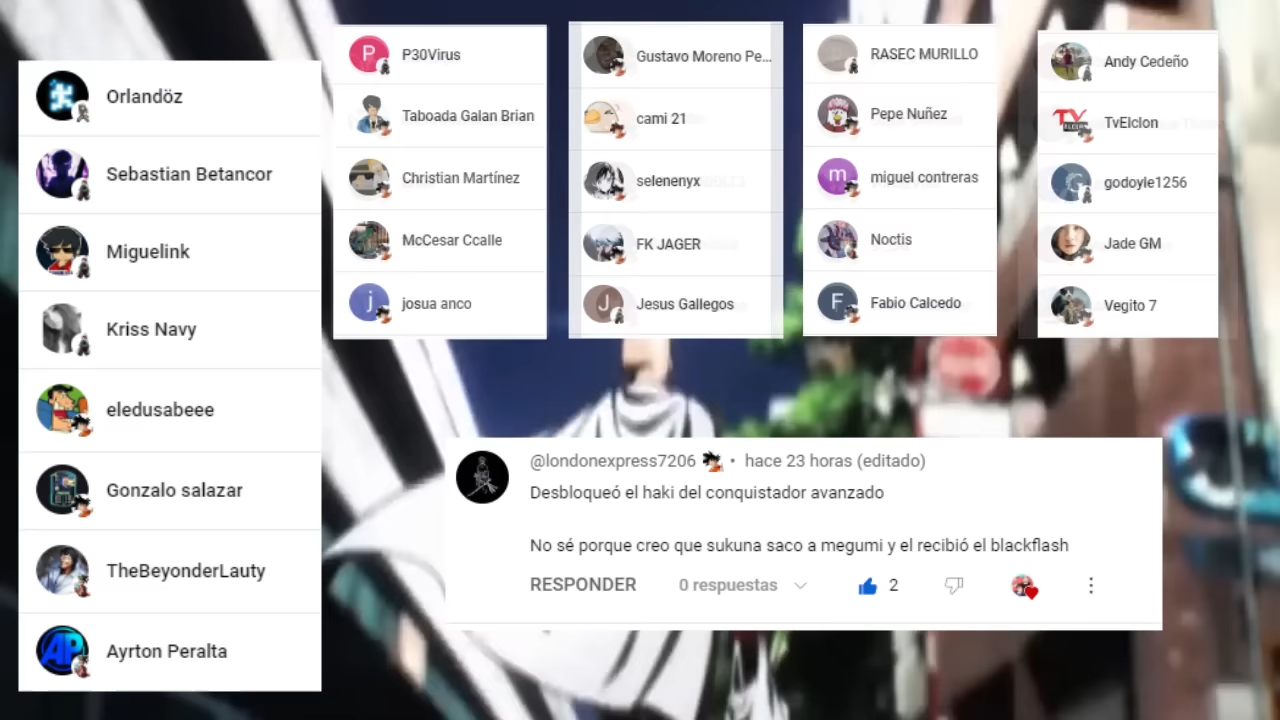 Orlandöz
Sebastian Betancor
Miguelink
Kriss Navy
eledusabeee
Gonzalo salazar
TheBeyonderLauty
AP
Ayrton Peralta
P
P30Virus
Taboada Galan Brian
Christian Martínez
McCesar Ccalle
j
josua anco
Gustavo Moreno Pe...
cami 21
selenenyx
FK JAGER
J
Jesus Gallegos
RASEC MURILLO
Pepe Nuñez
m
miguel contreras
Noctis
F
Fabio Calcedo
Andy Cedeño
TV
TvElclon
G
godoyle1256
Jade GM
Vegito 7
@londonexpress7206 • hace 23 horas (editado)
Desbloqueó el haki del conquistador avanzado
No sé porque creo que sukuna saco a megumi y el recibió el blackflash
RESPONDER 0 respuestas 2